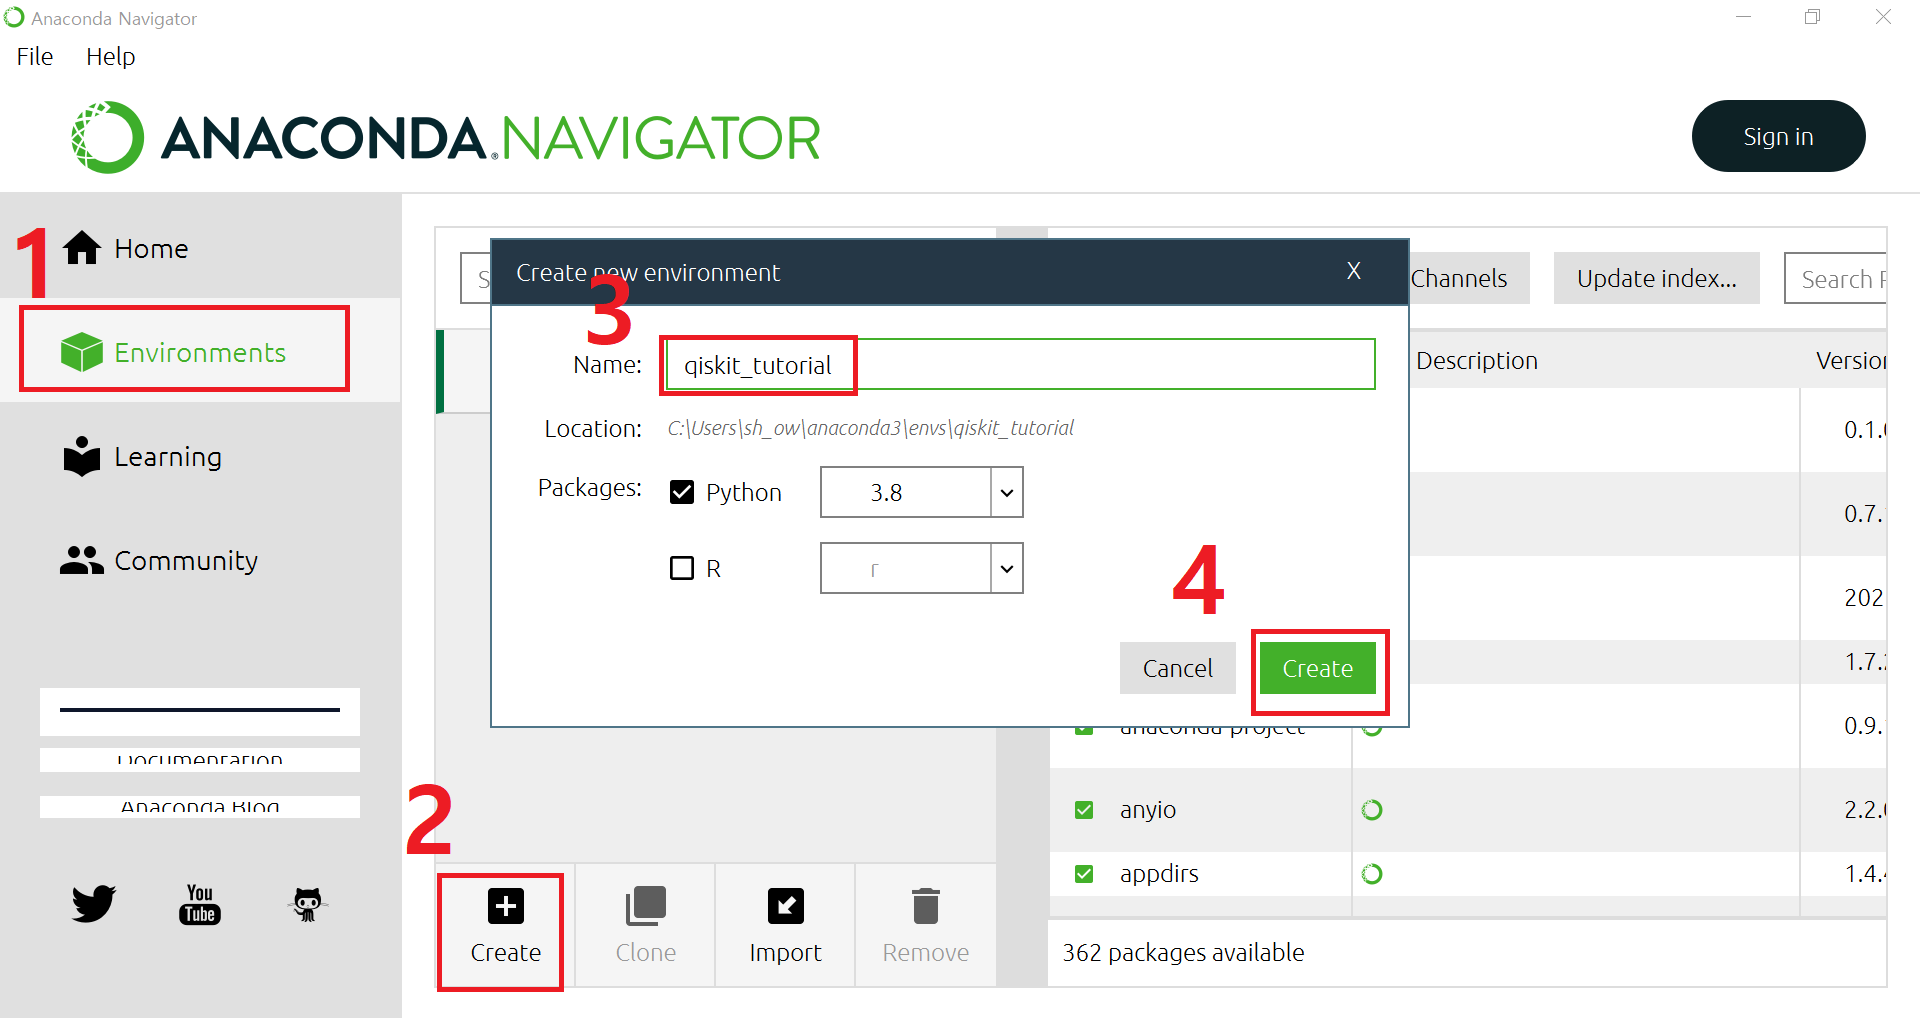 Anaconda Navigator
File Help
ANACONDA.NAVIGATOR
Sign in
1
Home
Environments
Learning
Community
Documentation
Anaconda Blog
You
Tube
S
Channels
Update index...
Search P
Create new environment
X
3
Name: qiskit_tutorial
Location: C:\Users\sh_ow\anaconda3\envs\qiskit_tutorial
Packages: Python 3.8
R r
4
Cancel
Create
Description
Version
0.1.
0.7.
202
1.7.2
anaconda-project 0.9.
anyio 2.2.
appdirs 1.4.4
2
Create
Clone
Import
Remove
362 packages available